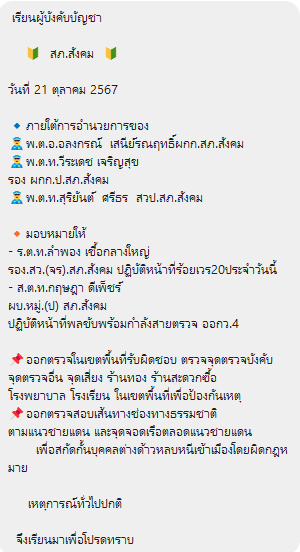 เรียนผู้บังคับบัญชา
🔰 สภ.สังคม 🔰
วันที่ 21 ตุลาคม 2567
🔹ภายใต้การอำนวยการของ
👮พ.ต.อ.อลงกรณ์ เสนีย์รณฤทธิ์ผกก.สภ.สังคม
👮พ.ต.ท.วีระเดช เจริญสุข
รอง ผกก.ป.สภ.สังคม
👮พ.ต.ท.สุริยันต์ ศรีธร สวป.สภ.สังคม
🔸มอบหมายให้
- ร.ต.ท.ลำพอง เขื้อกลางใหญ่
รอง.สว.(จร).สภ.สังคม ปฏิบัติหน้าที่ร้อยเวร20ประจำวันนี้
- ส.ต.ท.กฤษฎา ดีเพ็ชร์
ผบ.หมู่.(ป) สภ.สังคม
ปฏิบัติหน้าที่พลขับพร้อมกำลังสายตรวจ ออกว.4
📌ออกตรวจในเขตพื้นที่รับผิดชอบ ตรวจจุดตรวจบังคับ
จุดตรวจอื่น จุดเสี่ยง ร้านทอง ร้านสะดวกซื้อ
โรงพยาบาล โรงเรียน ในเขตพื้นที่เพื่อป้องกันเหตุ
📌ออกตรวจสอบเส้นทางช่องทางธรรมชาติ
ตามแนวชายแดน และจุดจอดเรือตลอดแนวชายแดน
เพื่อสกัดกั้นบุคคลต่างด้าวหลบหนีเข้าเมืองโดยผิดกฎห
มาย
เหตุการณ์ทั่วไปปกติ
จึงเรียนมาเพื่อโปรดทราบ